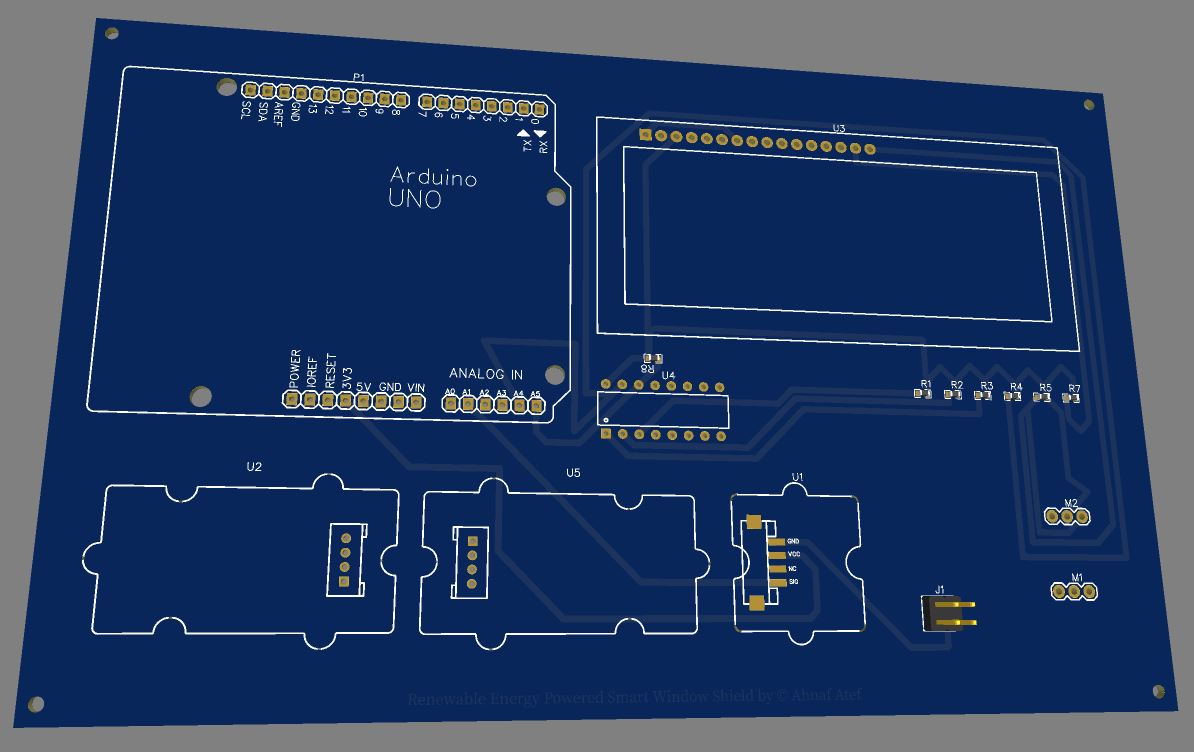 P1
SCL
SDA
AREF
GND
13
12
11
10
9
8
7
6
5
4
3
2
1
0
TX
RX
Arduino
UNO
U3
POWER
IOREF
RESET
3V3
5V
GND
VIN
ANALOG IN
A0
A1
A2
A3
A4
A5
R8
U4
R1
R2
R3
R4
R5
R7
U2
U5
U1
GND
VCC
NC
SIG
M2
M1
J1
Renewable Energy Powered Smart Window Shield by © Ahnaf Atef